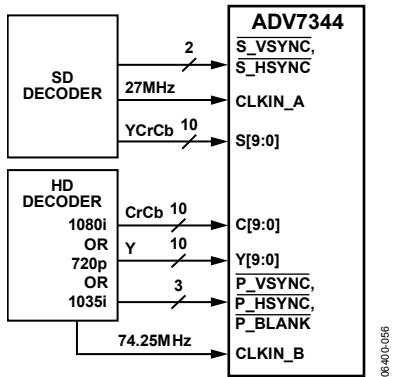 ADV7344
SD
DECODER
2
S_VSYNC,
S_HSYNC
27MHz
CLKIN_A
YCrCb 10
S[9:0]
HD
DECODER
1080i
OR
720p
OR
1035i
CrCb 10
C[9:0]
Y 10
Y[9:0]
3
P_VSYNC,
P_HSYNC,
P_BLANK
74.25MHz
CLKIN_B
06400-056